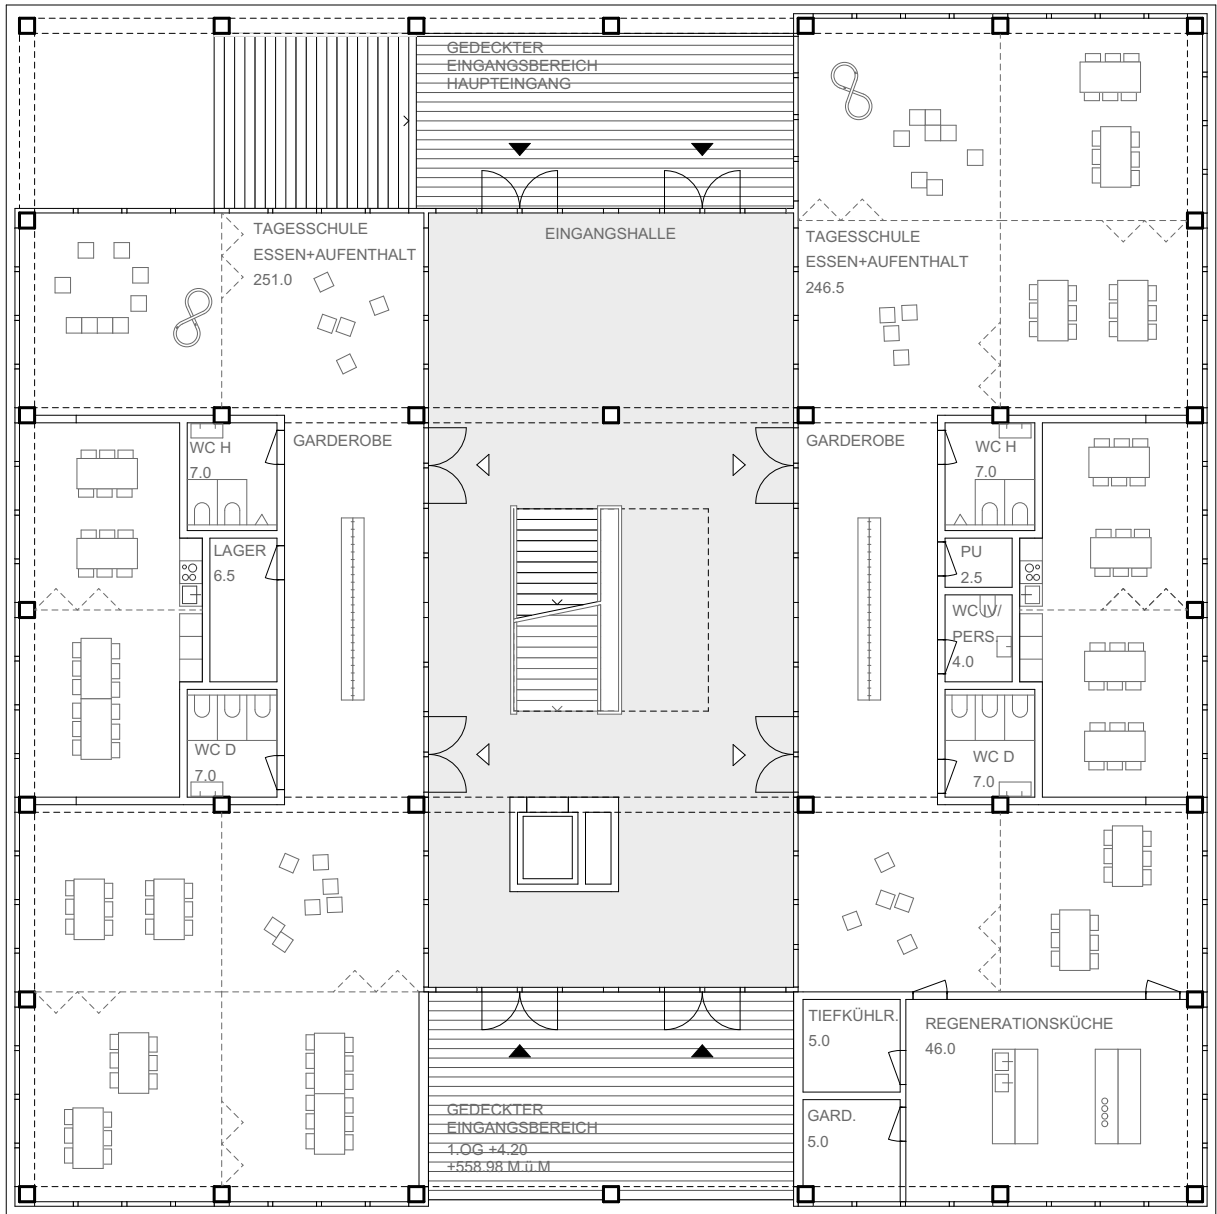 GEDECKTER
EINGANGSBEREICH
HAUPTEINGANG
TAGESSCHULE
ESSEN+AUFENTHALT
251.0
EINGANGSHALLE
TAGESSCHULE
ESSEN+AUFENTHALT
246.5
WC H
7.0
GARDEROBE
GARDEROBE
WC H
7.0
LAGER
6.5
PU
2.5
WC IV/
PERS.
4.0
WC D
7.0
WC D
7.0
TIEFKÜHLR.
5.0
REGENERATIONSKÜCHE
46.0
GEDECKTER
EINGANGSBEREICH
1.OG +4.20
+558.98 M.ü.M
GARD.
5.0